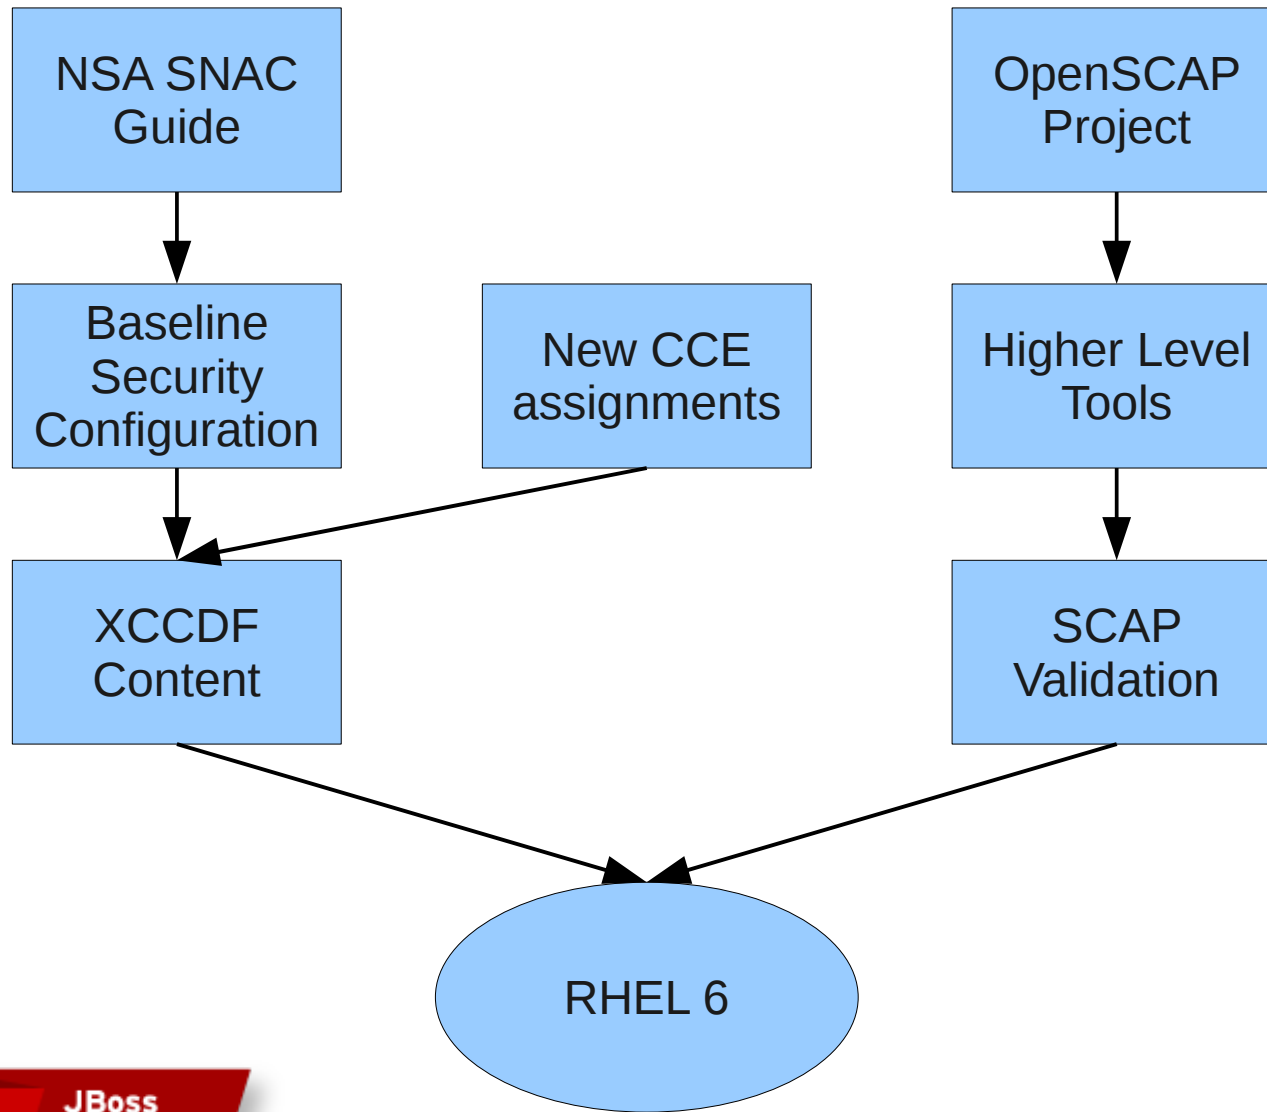 NSA SNAC
Guide
OpenSCAP
Project
Baseline
Security
Configuration
New CCE
assignments
Higher Level
Tools
XCCDF
Content
SCAP
Validation
RHEL 6
JBoss